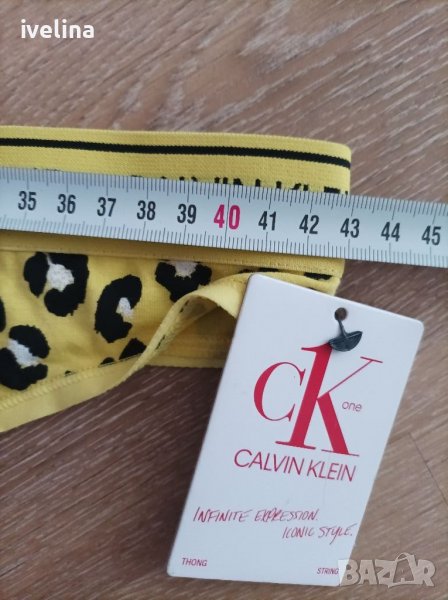 ivelina
35 36 37 38 39 40 41 42 43 44 45
CK one
CALVIN KLEIN
INFINITE EXPRESSION.
ICONIC STYLE.
THONG STRING
BAZAR